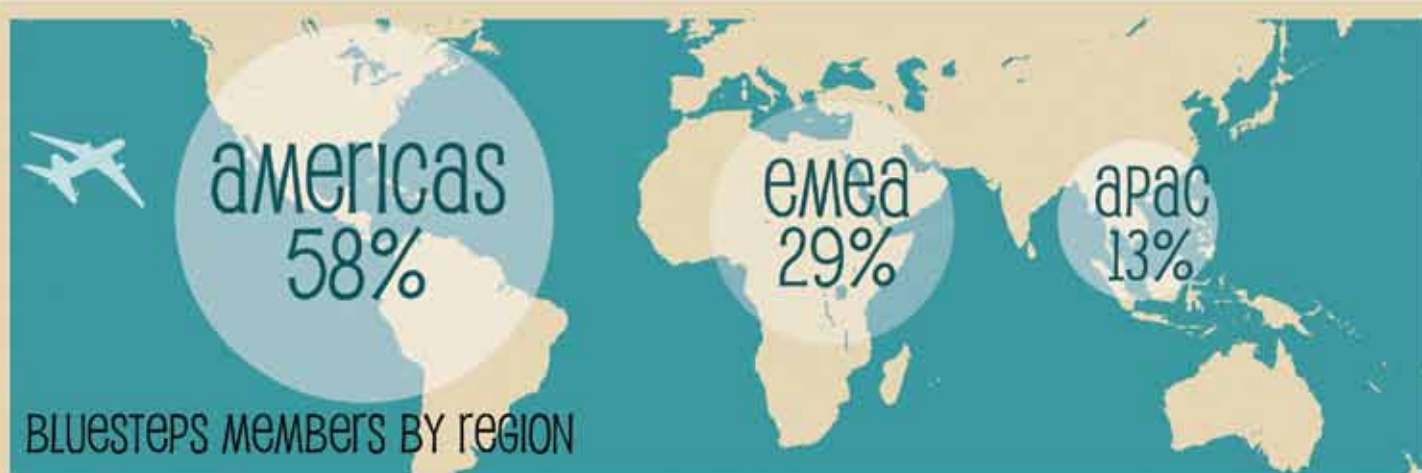 aMericas
58%
eMea
29%
aPac
13%
BLUESTEPS MEMBERS BY rEGION